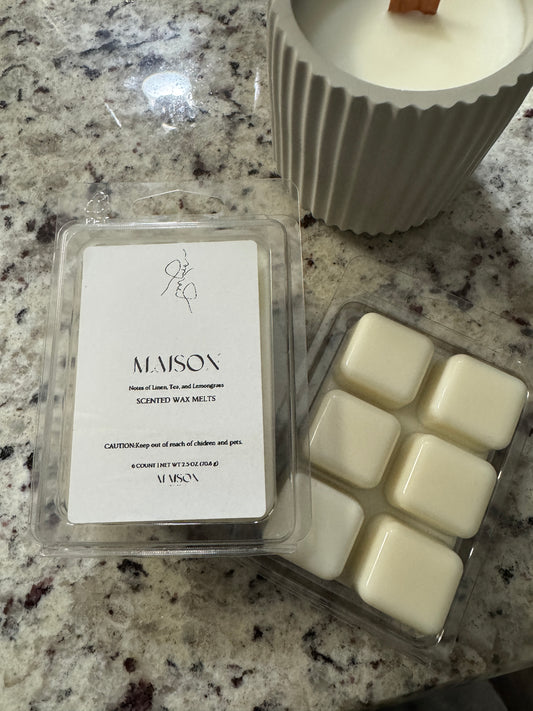 MAISON
Notes of Linen, Tea, and Lemongrass
SCENTED WAX MELTS
CAUTION:Keep out of reach of chidren and pets.
6 COUNT | NET WT 2.5 OZ (70.8 g)
MAISON